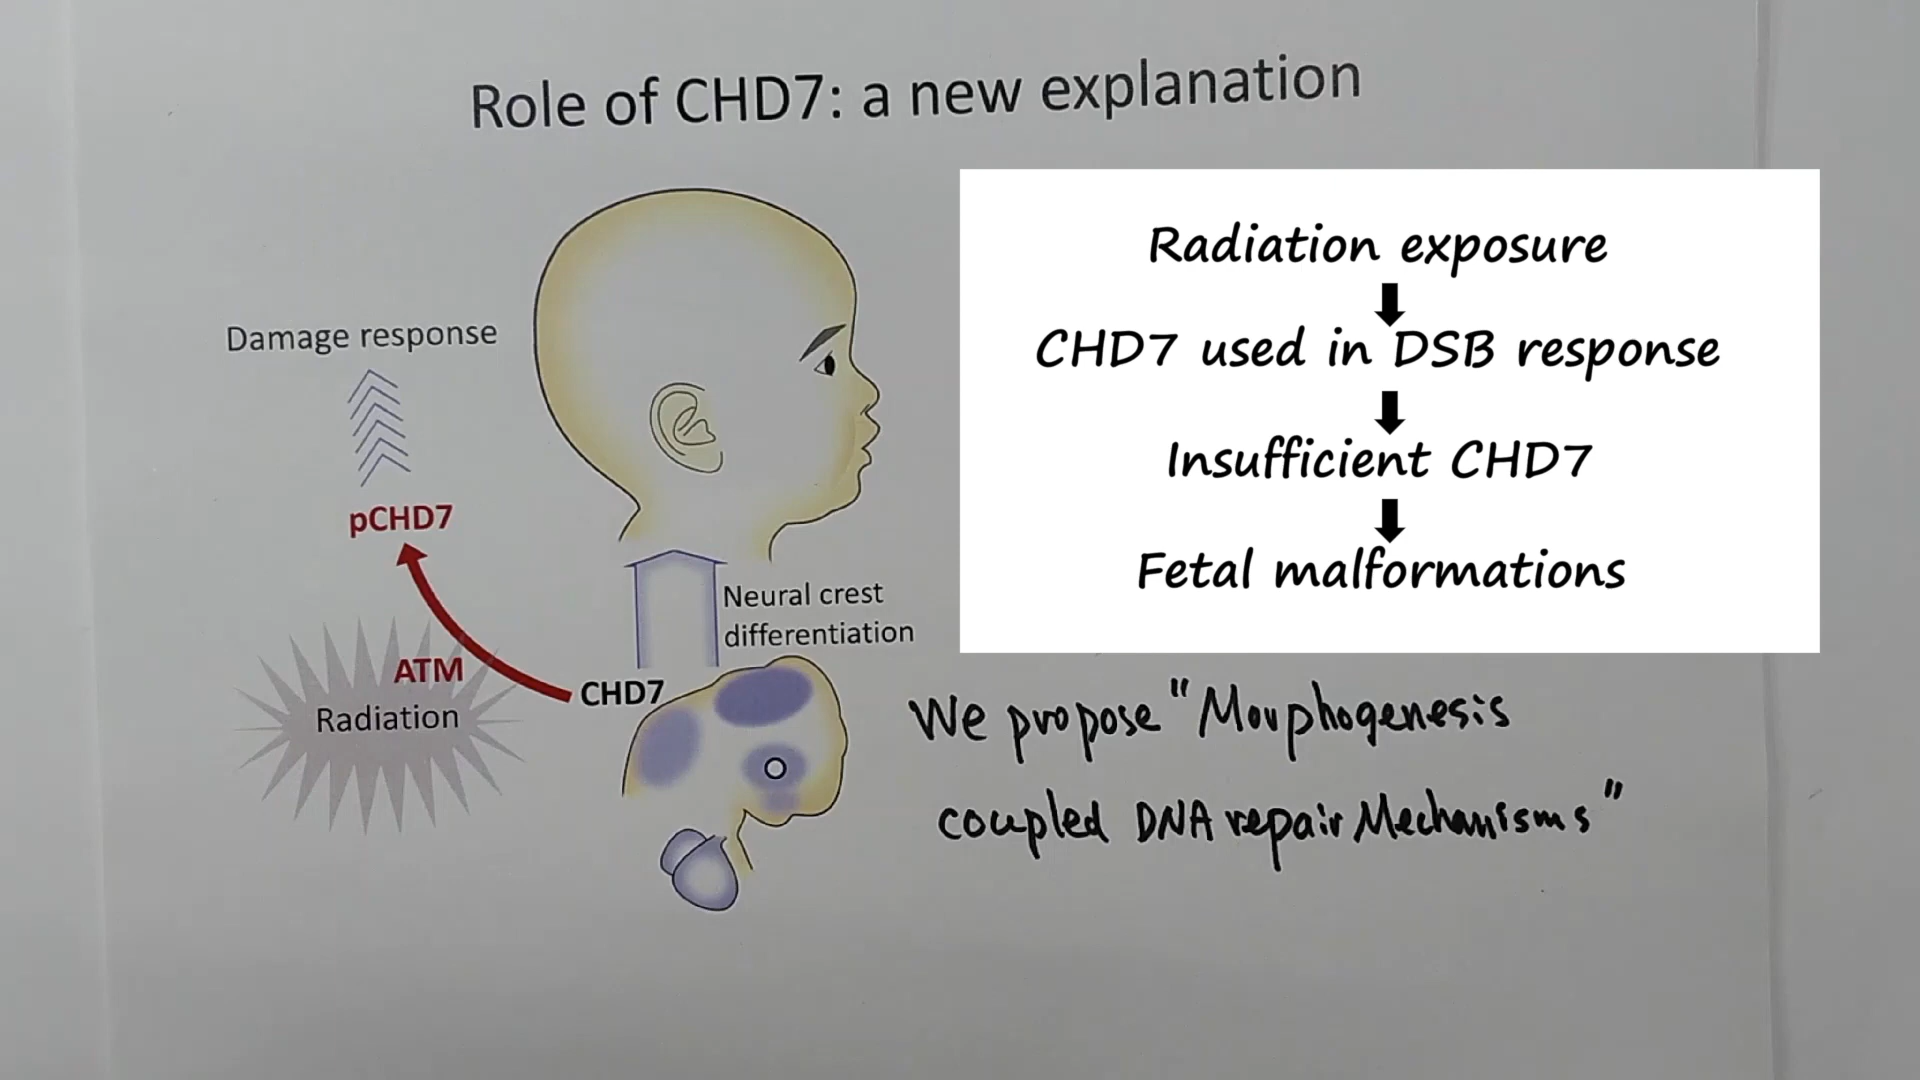 Role of CHD7: a new explanation
Damage response
pCHD7
ATM
Radiation
CHD7
Neural crest
differentiation
Radiation exposure
CHD7 used in DSB response
Insufficient CHD7
Fetal malformations
We propose "Morphogenesis
coupled DNA repair Mechanisms"